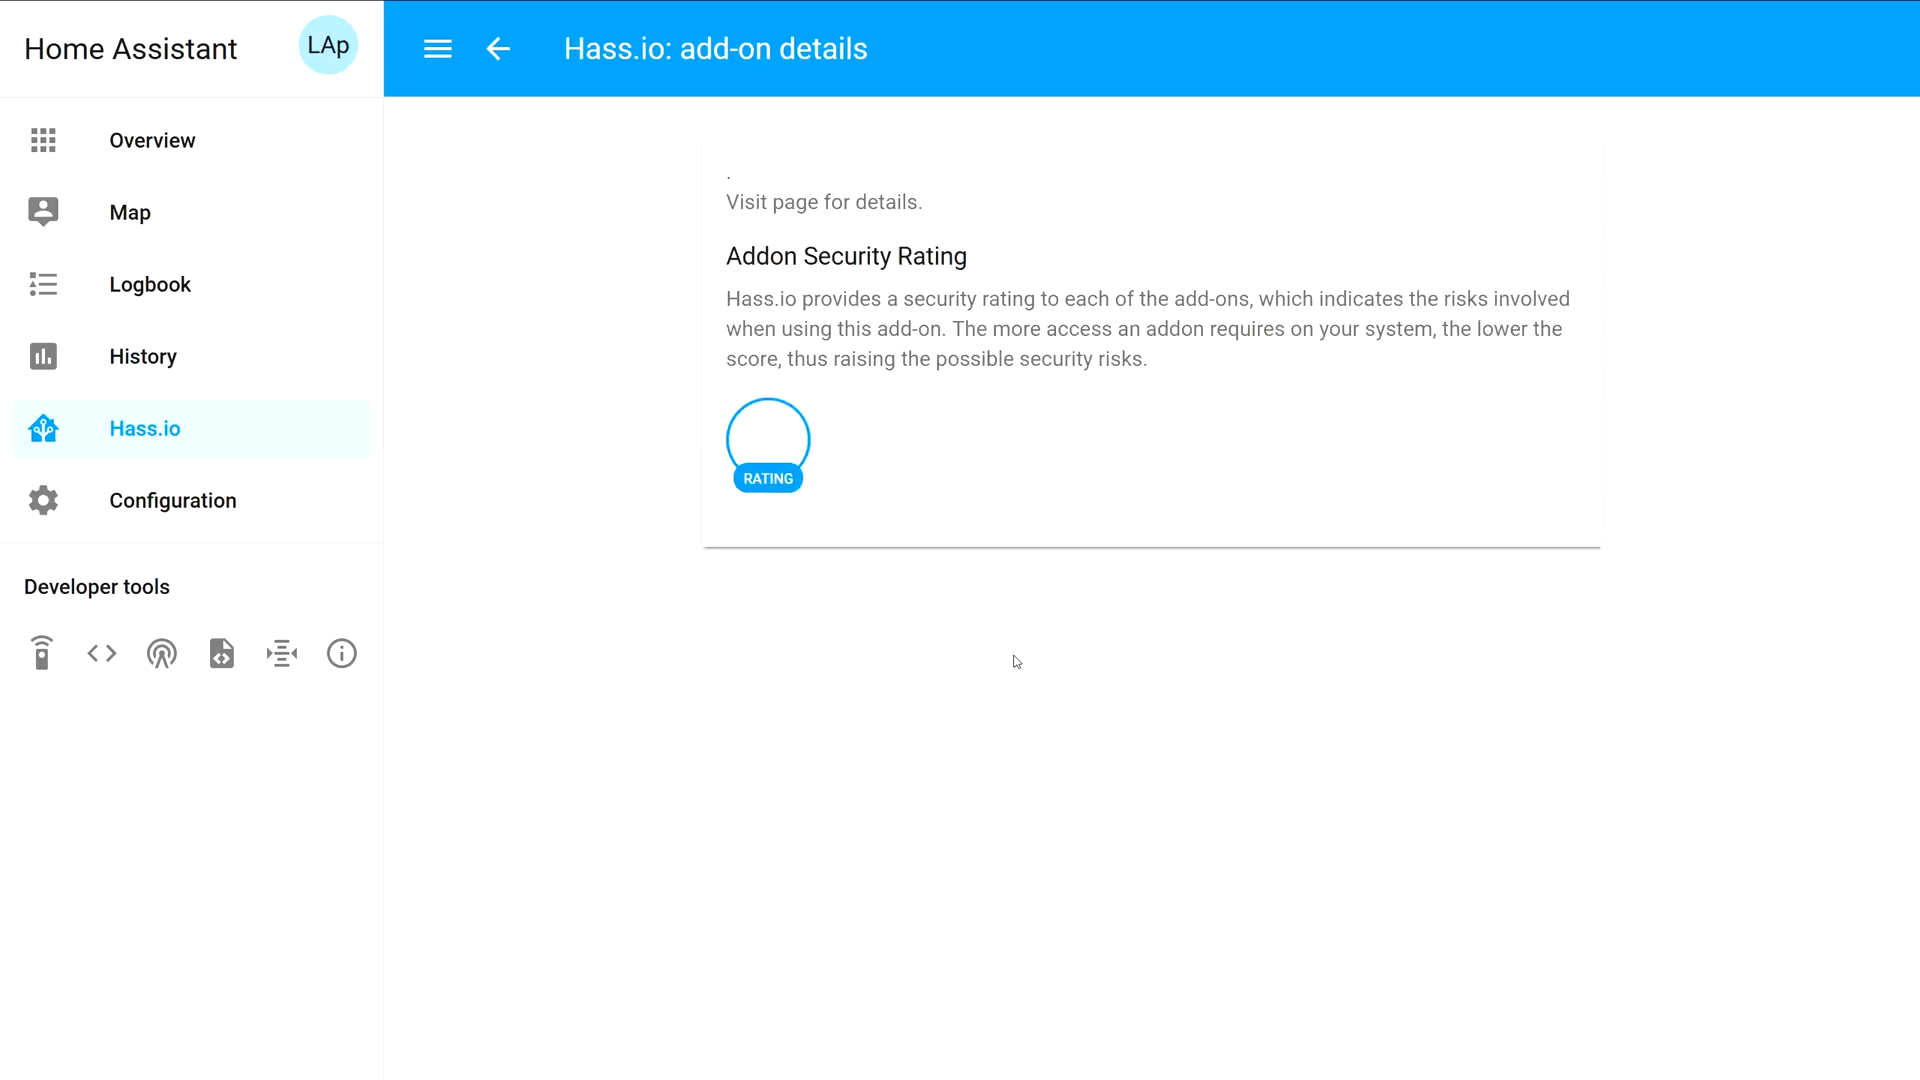 Home Assistant
LAp
Hass.io: add-on details
Overview
Map
Logbook
History
Hass.io
Configuration
Developer tools
.
Visit page for details.
Addon Security Rating
Hass.io provides a security rating to each of the add-ons, which indicates the risks involved
when using this add-on. The more access an addon requires on your system, the lower the
score, thus raising the possible security risks.
RATING